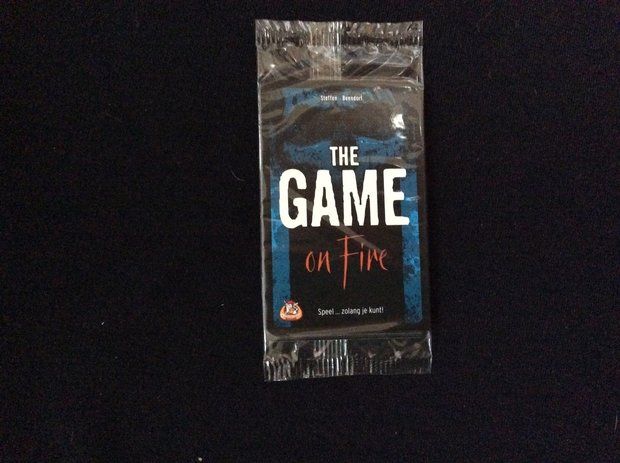 Steffen Benndorf
THE
GAME
on Fire
Speel ... zolang je kunt!